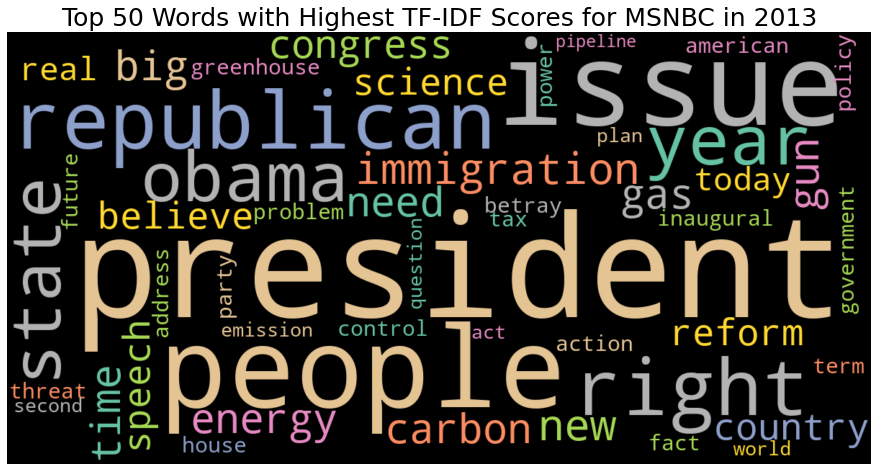 Top 50 Words with Highest TF-IDF Scores for MSNBC in 2013
congress
pipeline
american
real
big
greenhouse
science
power
issue
policy
republican
plan
year
gun
future
obama
immigration
today
state
believe
problem
need
betray
tax
gas
inaugural
president
government
address
party
question
emission
control
act
action
reform
people
right
term
threat
second
time
speech
energy
house
carbon
new
fact
country
world